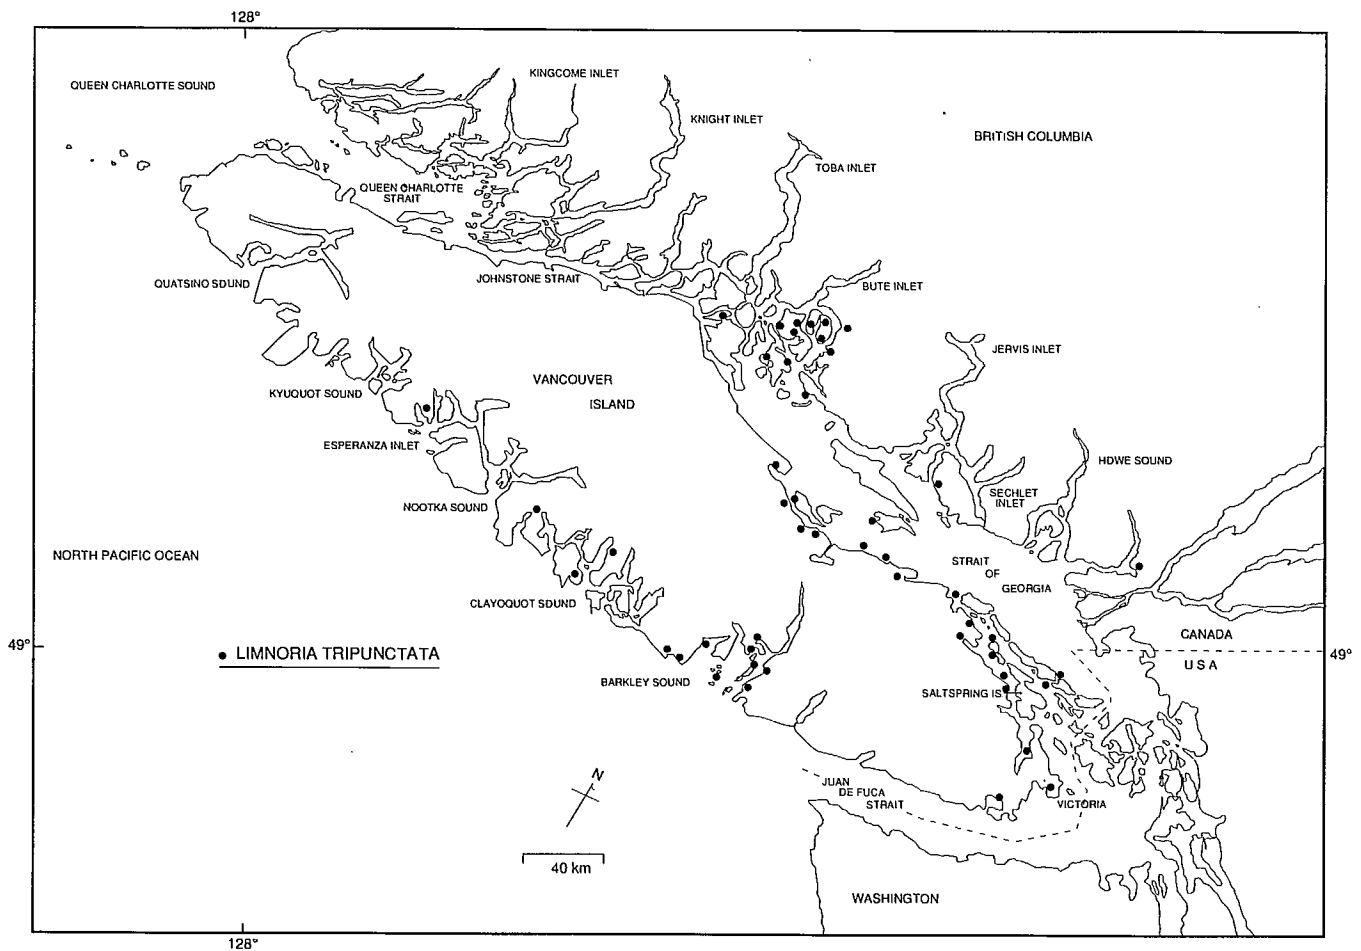 128°
QUEEN CHARLOTTE SOUND
KINGCOME INLET
KNIGHT INLET
BRITISH COLUMBIA
TOBA INLET
QUEEN CHARLOTTE
STRAIT
QUATSINO SOUND
JOHNSTONE STRAIT
BUTE INLET
JERVIS INLET
VANCOUVER
ISLAND
KYUQUOT SOUND
ESPERANZA INLET
HOWE SOUND
SECHLET
INLET
NOOTKA SOUND
NORTH PACIFIC OCEAN
STRAIT
OF
GEORGIA
CLAYOQUOT SOUND
CANADA
USA
49°
49°
LIMNORIA TRIPUNCTATA
BARKLEY SOUND
SALTSPRING IS
N
JUAN
DE FUCA
STRAIT
VICTORIA
40 km
WASHINGTON
128°